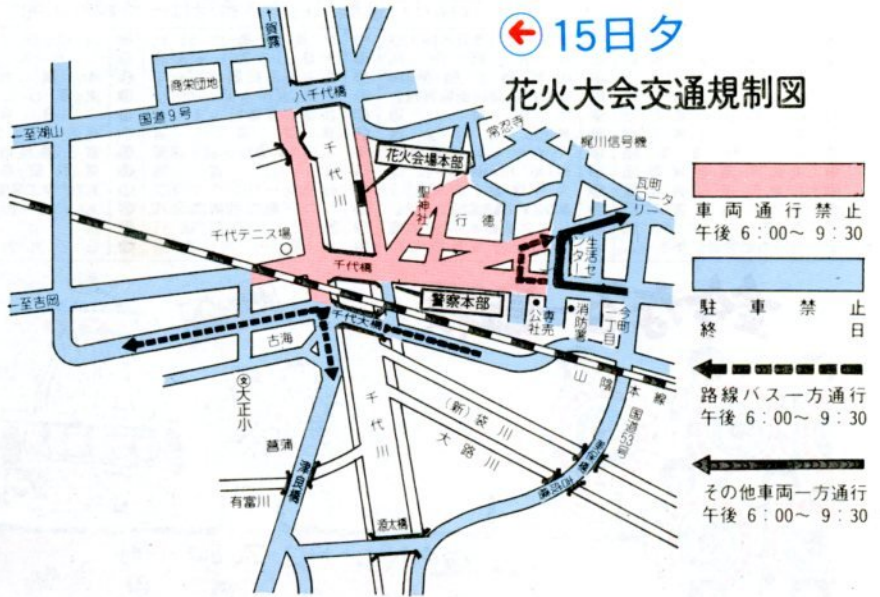 15日夕
花火大会交通規制図
↑賀露
商栄団地
八千代橋
国道9号
←至湖山
千代川
花火会場本部
常忍寺
梶川信号機
瓦町ロータリー
聖神社
行徳
千代テニス場
千代橋
生活センター
←至吉岡
警察本部
専売公社
消防署
今町一丁目
千代大橋
古海
山陰本線
文大正小
千代川
(新)袋川
大路川
国道53号
菖蒲
津良橋
有富川
源太橋
車両通行禁止
午後6:00～9:30
駐車禁止
終日
路線バス一方通行
午後6:00～9:30
その他車両一方通行
午後6:00～9:30